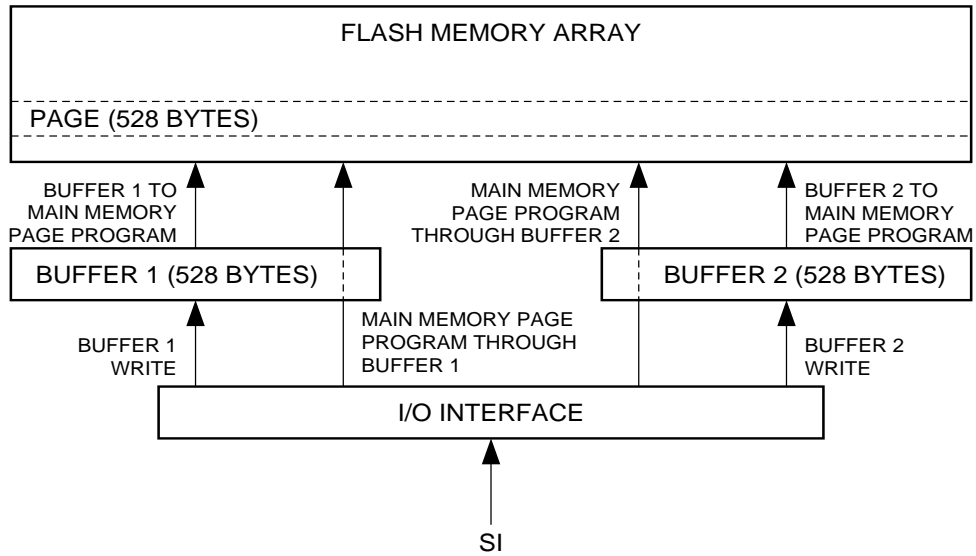 FLASH MEMORY ARRAY
PAGE (528 BYTES)
BUFFER 1 TO
MAIN MEMORY
PAGE PROGRAM
MAIN MEMORY
PAGE PROGRAM
THROUGH BUFFER 2
BUFFER 2 TO
MAIN MEMORY
PAGE PROGRAM
BUFFER 1 (528 BYTES)
BUFFER 2 (528 BYTES)
BUFFER 1
WRITE
MAIN MEMORY PAGE
PROGRAM THROUGH
BUFFER 1
BUFFER 2
WRITE
I/O INTERFACE
SI